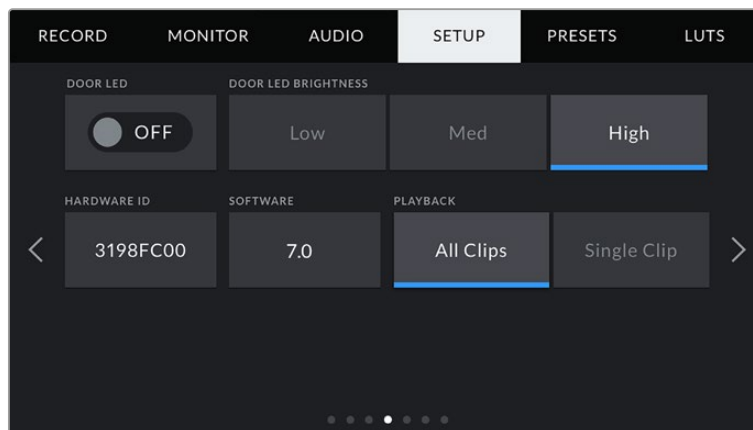 RECORD MONITOR AUDIO SETUP PRESETS LUTS
DOOR LED DOOR LED BRIGHTNESS
OFF Low Med High
HARDWARE ID SOFTWARE PLAYBACK
3198FC00 7.0 All Clips Single Clip